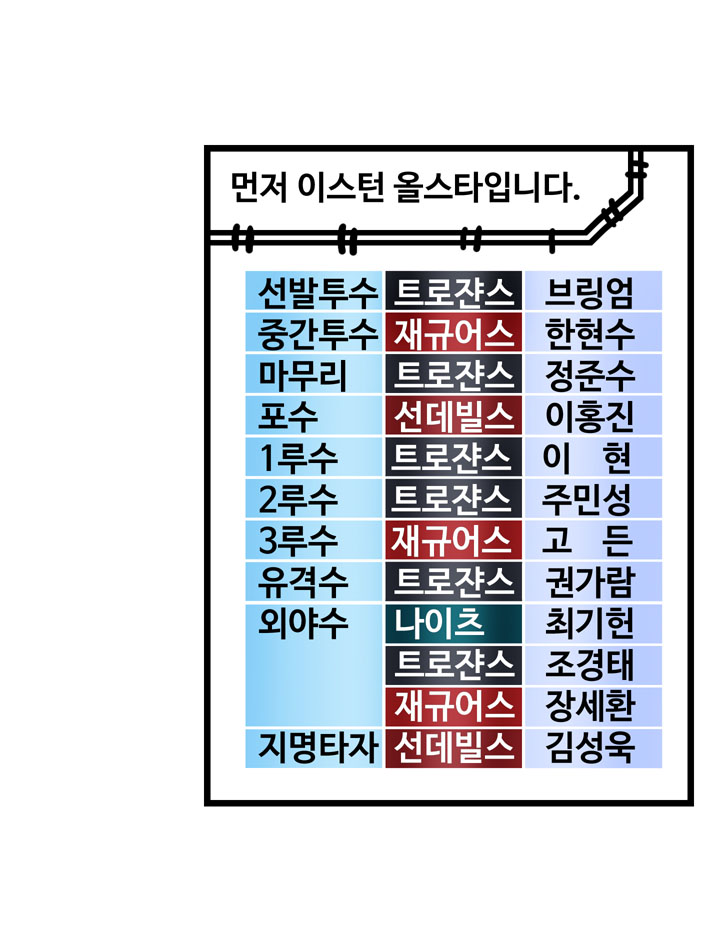 먼저 이스턴 올스타입니다.
선발투수 트로쟌스 브링엄
중간투수 재규어스 한현수
마무리 트로쟌스 정준수
포수 선데빌스 이홍진
1루수 트로쟌스 이 현
2루수 트로쟌스 주민성
3루수 재규어스 고 든
유격수 트로쟌스 권가람
외야수 나이츠 최기헌
트로쟌스 조경태
재규어스 장세환
지명타자 선데빌스 김성욱